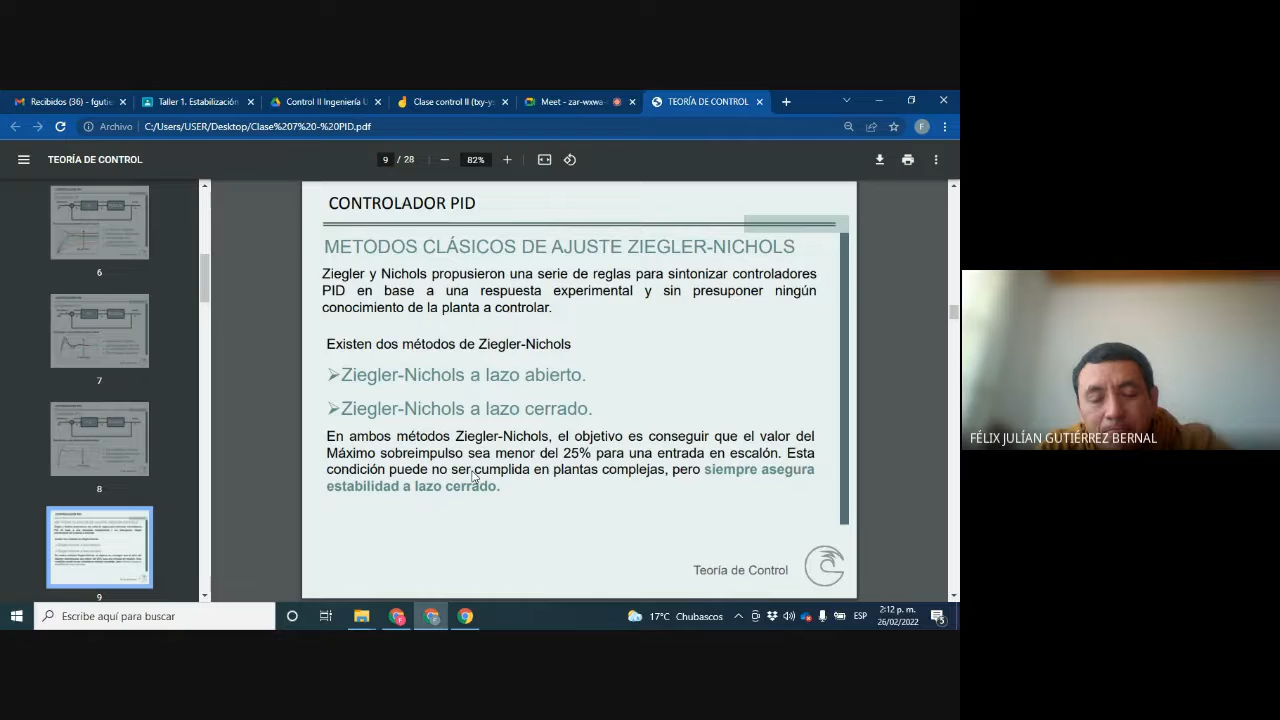 Recibidos (36) - fgutie
Taller 1. Estabilización
Control II Ingeniería U
Clase control II (txy-y
Meet - zar-wxwa-
TEORÍA DE CONTROL
Archivo
C:/Users/USER/Desktop/Clase%207%20-%20PID.pdf
F
TEORÍA DE CONTROL
9 / 28
82%
6
7
8
9
CONTROLADOR PID
METODOS CLÁSICOS DE AJUSTE ZIEGLER-NICHOLS
Ziegler y Nichols propusieron una serie de reglas para sintonizar controladores
PID en base a una respuesta experimental y sin presuponer ningún
conocimiento de la planta a controlar.
Existen dos métodos de Ziegler-Nichols
➢Ziegler-Nichols a lazo abierto.
➢Ziegler-Nichols a lazo cerrado.
En ambos métodos Ziegler-Nichols, el objetivo es conseguir que el valor del
Máximo sobreimpulso sea menor del 25% para una entrada en escalón. Esta
condición puede no ser cumplida en plantas complejas, pero siempre asegura
estabilidad a lazo cerrado.
Teoría de Control
FÉLIX JULÍAN GUTIÉRREZ BERNAL
Escribe aquí para buscar
17°C Chubascos
ESP
2:12 p. m.
26/02/2022
5